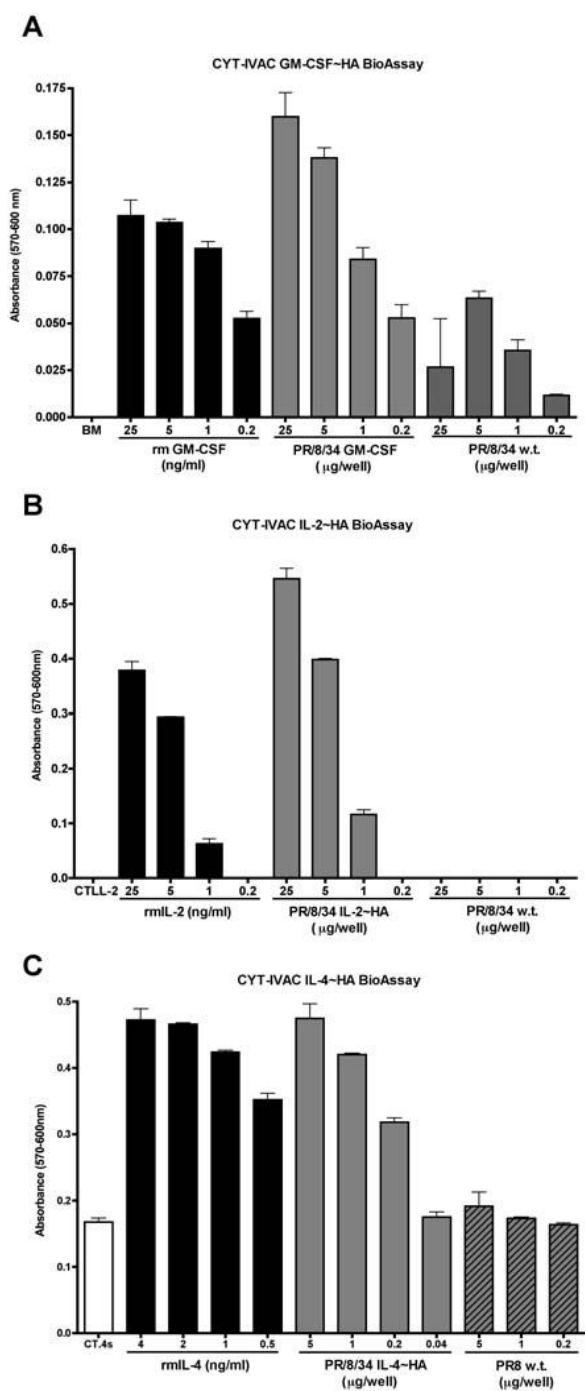 A
CYT-IVAC GM-CSF~HA BioAssay
Absorbance (570-600 nm)
0.175
0.150
0.125
0.100
0.075
0.050
0.025
0.000
BM 25 5 1 0.2 25 5 1 0.2 25 5 1 0.2
rm GM-CSF PR/8/34 GM-CSF PR/8/34 w.t.
(ng/ml) (μg/well) (μg/well)
B
CYT-IVAC IL-2~HA BioAssay
Absorbance (570-600nm)
0.6
0.5
0.4
0.3
0.2
0.1
0.0
CTLL-2 25 5 1 0.2 25 5 1 0.2 25 5 1 0.2
rmIL-2 (ng/ml) PR/8/34 IL-2~HA PR/8/34 w.t.
(μg/well) (μg/well)
C
CYT-IVAC IL-4~HA BioAssay
Absorbance (570-600nm)
0.5
0.4
0.3
0.2
0.1
0.0
CT.4s 4 2 1 0.5 5 1 0.2 0.04 5 1 0.2
rmIL-4 (ng/ml) PR/8/34 IL-4~HA PR8 w.t.
(μg/well) (μg/well)